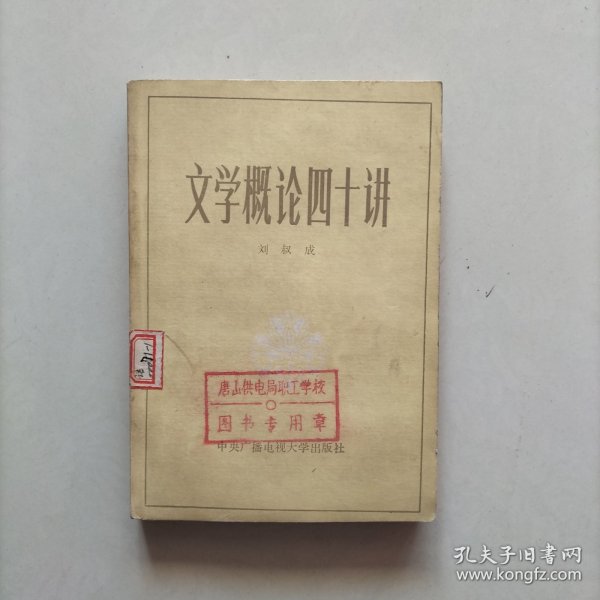 文学概论四十讲
刘叔成
唐山供电局职工学校
图书专用章
中央广播电视大学出版社
孔夫子旧书网
www.kongfz.com